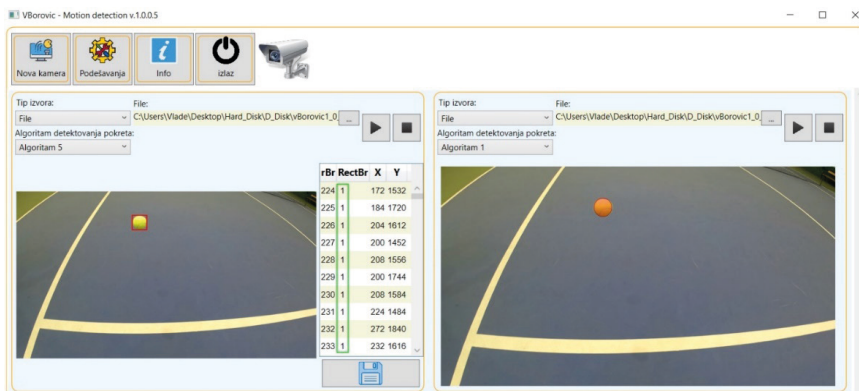 VBorovic - Motion detection v.1.0.0.5
Nova kamera Podešavanja Info izlaz
Tip izvora: File:
File C:\Users\Vlade\Desktop\Hard_Disk\D_Disk\vBorovic1_0_ ...
Algoritam detektovanja pokreta:
Algoritam 5
rBr RectBr X Y
224 1 172 1532
225 1 184 1720
226 1 204 1612
227 1 200 1452
228 1 208 1556
229 1 200 1744
230 1 208 1584
231 1 224 1484
232 1 272 1840
233 1 232 1616
Tip izvora: File:
File C:\Users\Vlade\Desktop\Hard_Disk\D_Disk\vBorovic1_0_ ...
Algoritam detektovanja pokreta:
Algoritam 1